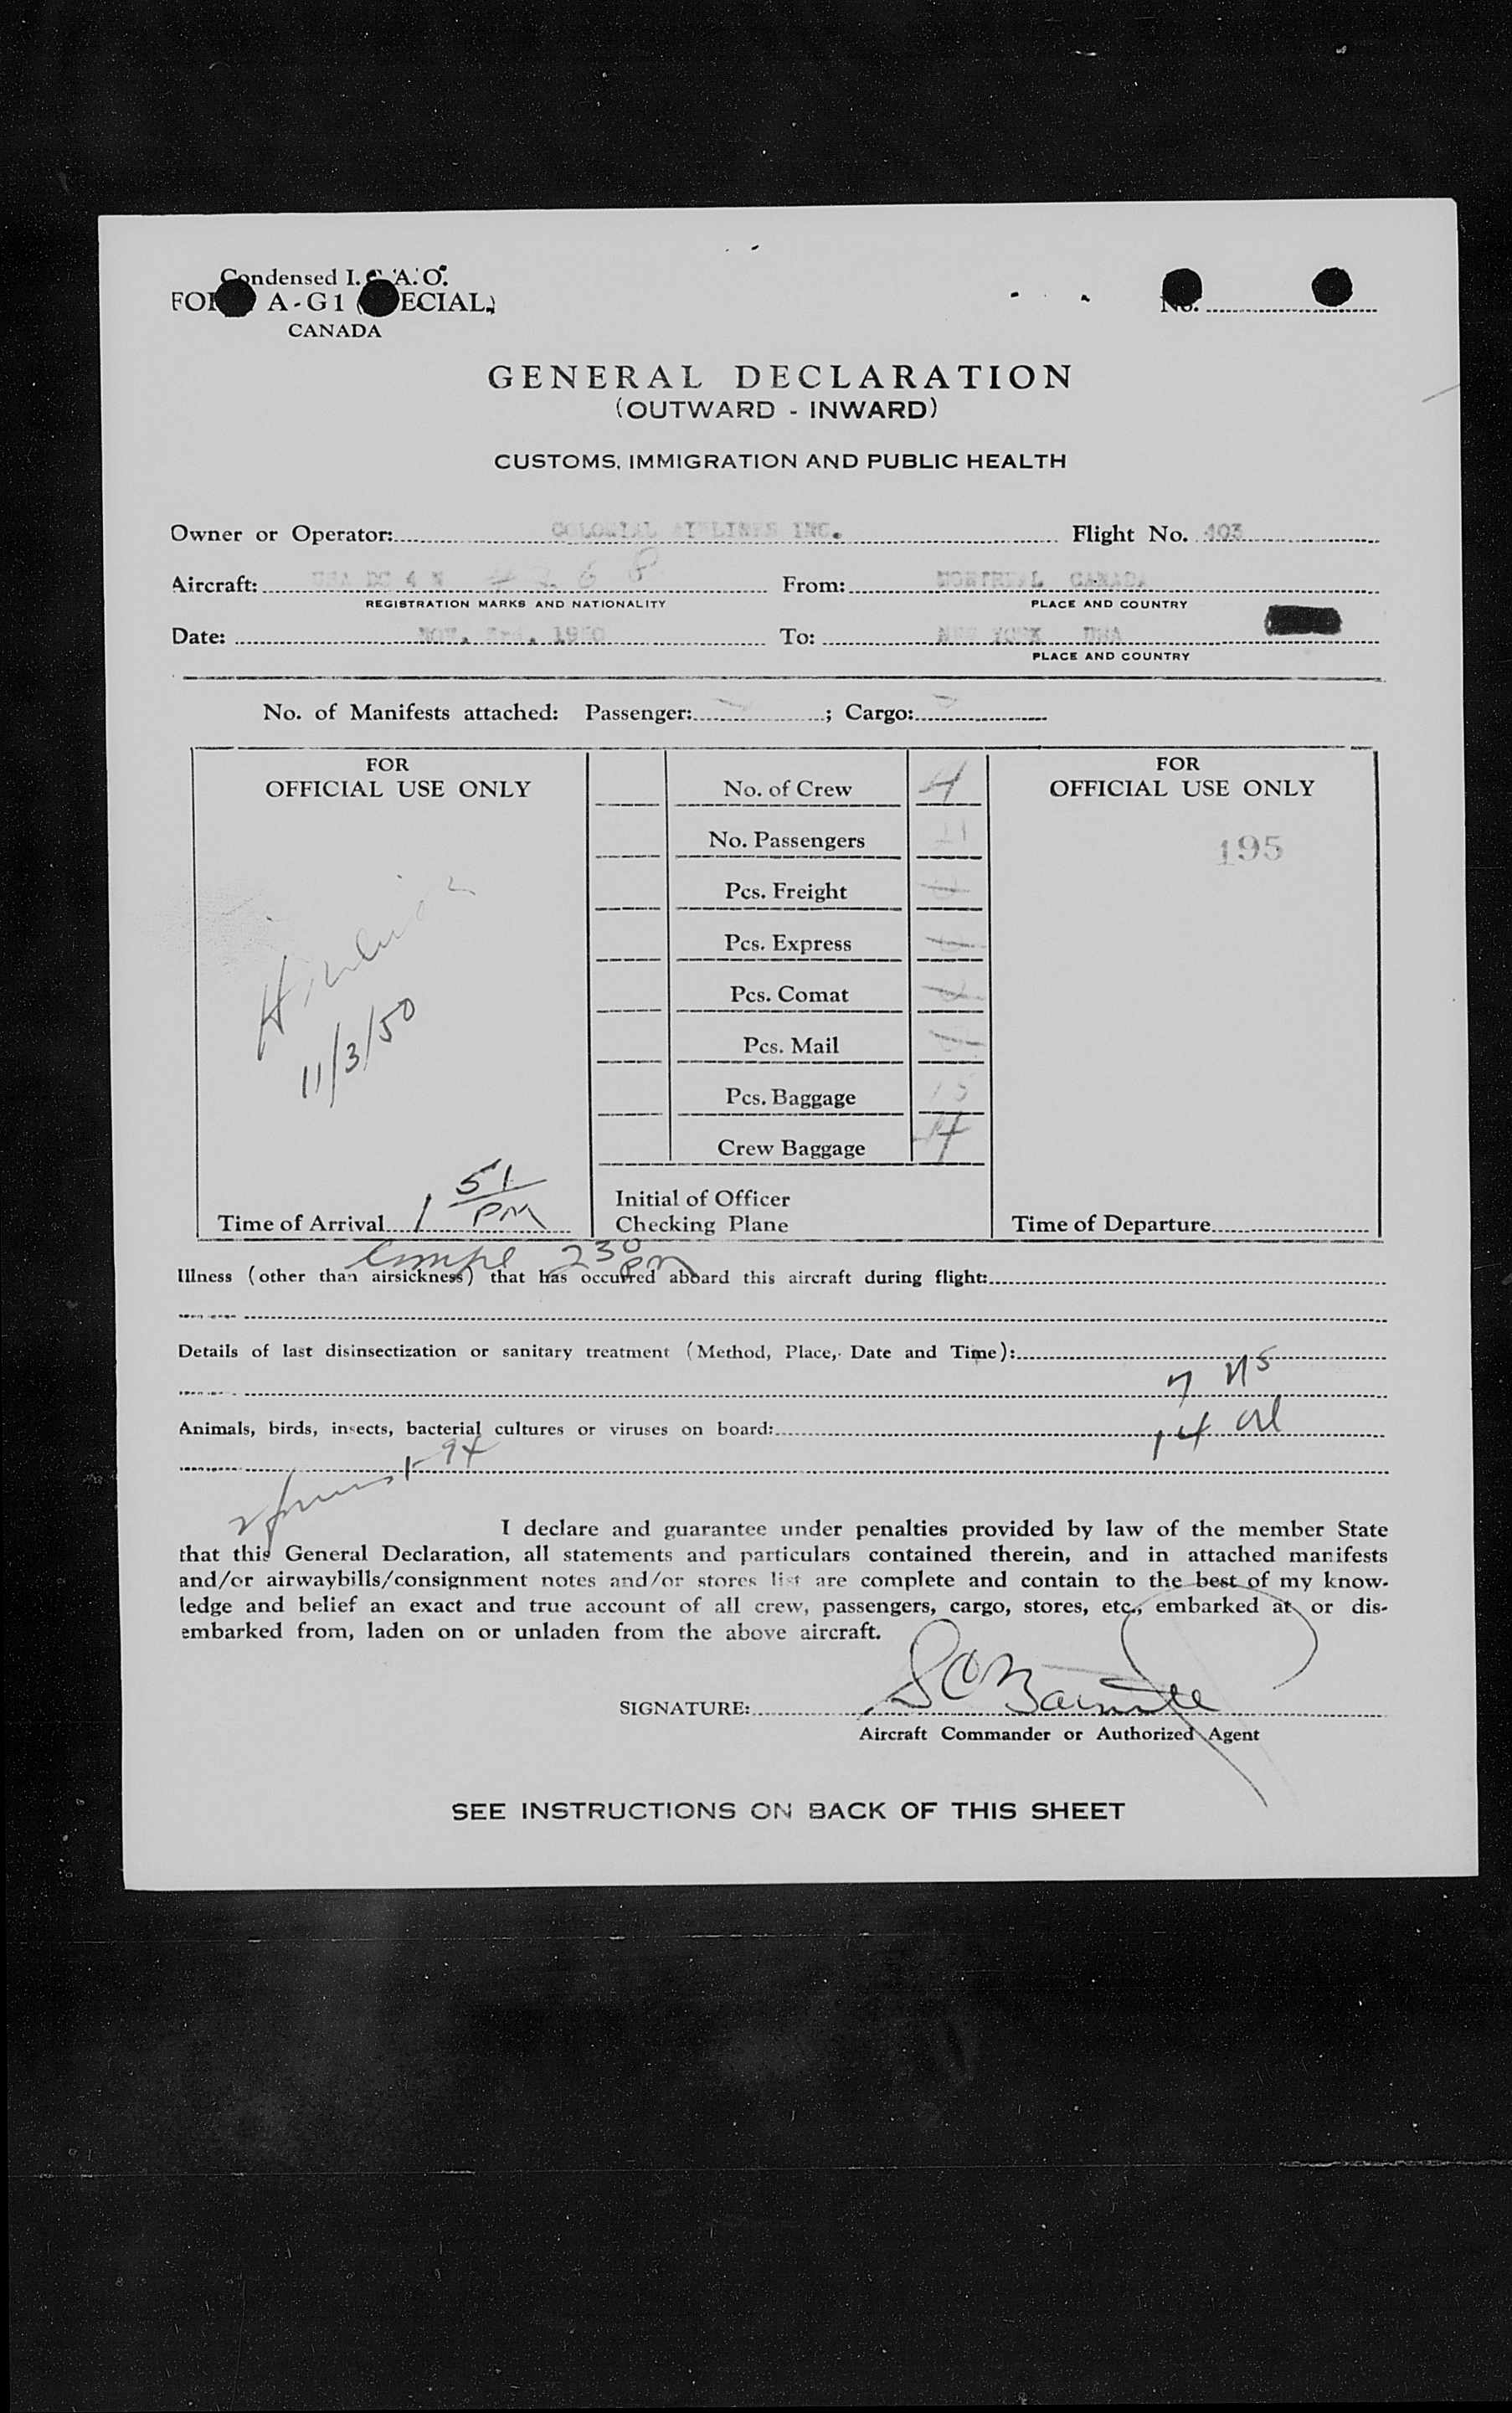 Condensed I. C. A. O.
A-G1
CANADA
No.
GENERAL DECLARATION
(OUTWARD - INWARD)
CUSTOMS, IMMIGRATION AND PUBLIC HEALTH
Owner or Operator: COLONIAL AIRLINES INC. Flight No. 403
Aircraft: USA DC 4 N 68 From: MONTREAL CANADA
REGISTRATION MARKS AND NATIONALITY PLACE AND COUNTRY
Date: NOV. 3rd. 1950 To: NEW YORK USA
PLACE AND COUNTRY
No. of Manifests attached: Passenger: ; Cargo:
FOR
OFFICIAL USE ONLY
11/3/50
Time of Arrival 1 51 PM
No. of Crew 4
No. Passengers
Pcs. Freight
Pcs. Express
Pcs. Comat
Pcs. Mail
Pcs. Baggage
Crew Baggage 4
Initial of Officer
Checking Plane
FOR
OFFICIAL USE ONLY
195
Time of Departure
230 PM
Illness (other than airsickness) that has occurred aboard this aircraft during flight:
Details of last disinsectization or sanitary treatment (Method, Place, Date and Time):
Animals, birds, insects, bacterial cultures or viruses on board:
I declare and guarantee under penalties provided by law of the member State
that this General Declaration, all statements and particulars contained therein, and in attached manifests
and/or airwaybills/consignment notes and/or stores list are complete and contain to the best of my know-
ledge and belief an exact and true account of all crew, passengers, cargo, stores, etc., embarked at or dis-
embarked from, laden on or unladen from the above aircraft.
SIGNATURE:
Aircraft Commander or Authorized Agent
SEE INSTRUCTIONS ON BACK OF THIS SHEET